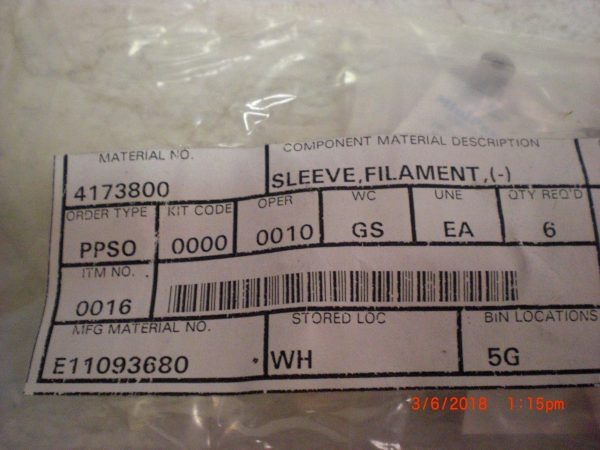 MATERIAL NO. COMPONENT MATERIAL DESCRIPTION
4173800 SLEEVE,FILAMENT,(-)
ORDER TYPE KIT CODE OPER WC UNE QTY REQ'D
PPSO 0000 0010 GS EA 6
ITM NO.
0016
MFG MATERIAL NO. STORED LOC BIN LOCATIONS
E11093680 WH 5G
3/6/2018 1:15pm